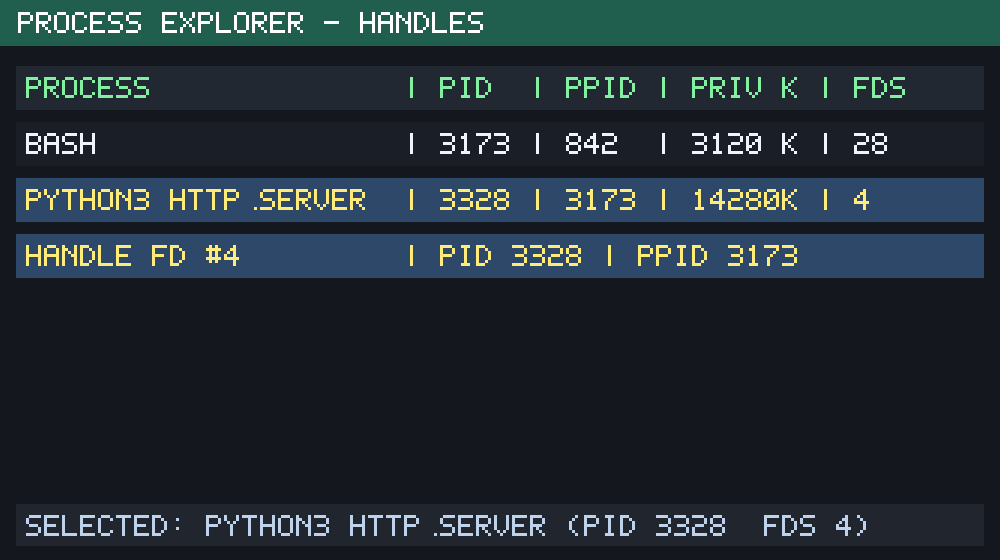 PROCESS EXPLORER - HANDLES
PROCESS | PID | PPID | PRIV K | FDS
BASH | 3173 | 842 | 3120 K | 28
PYTHON3 HTTP.SERVER | 3328 | 3173 | 14280K | 4
HANDLE FD #4 | PID 3328 | PPID 3173
SELECTED: PYTHON3 HTTP.SERVER (PID 3328 FDS 4)